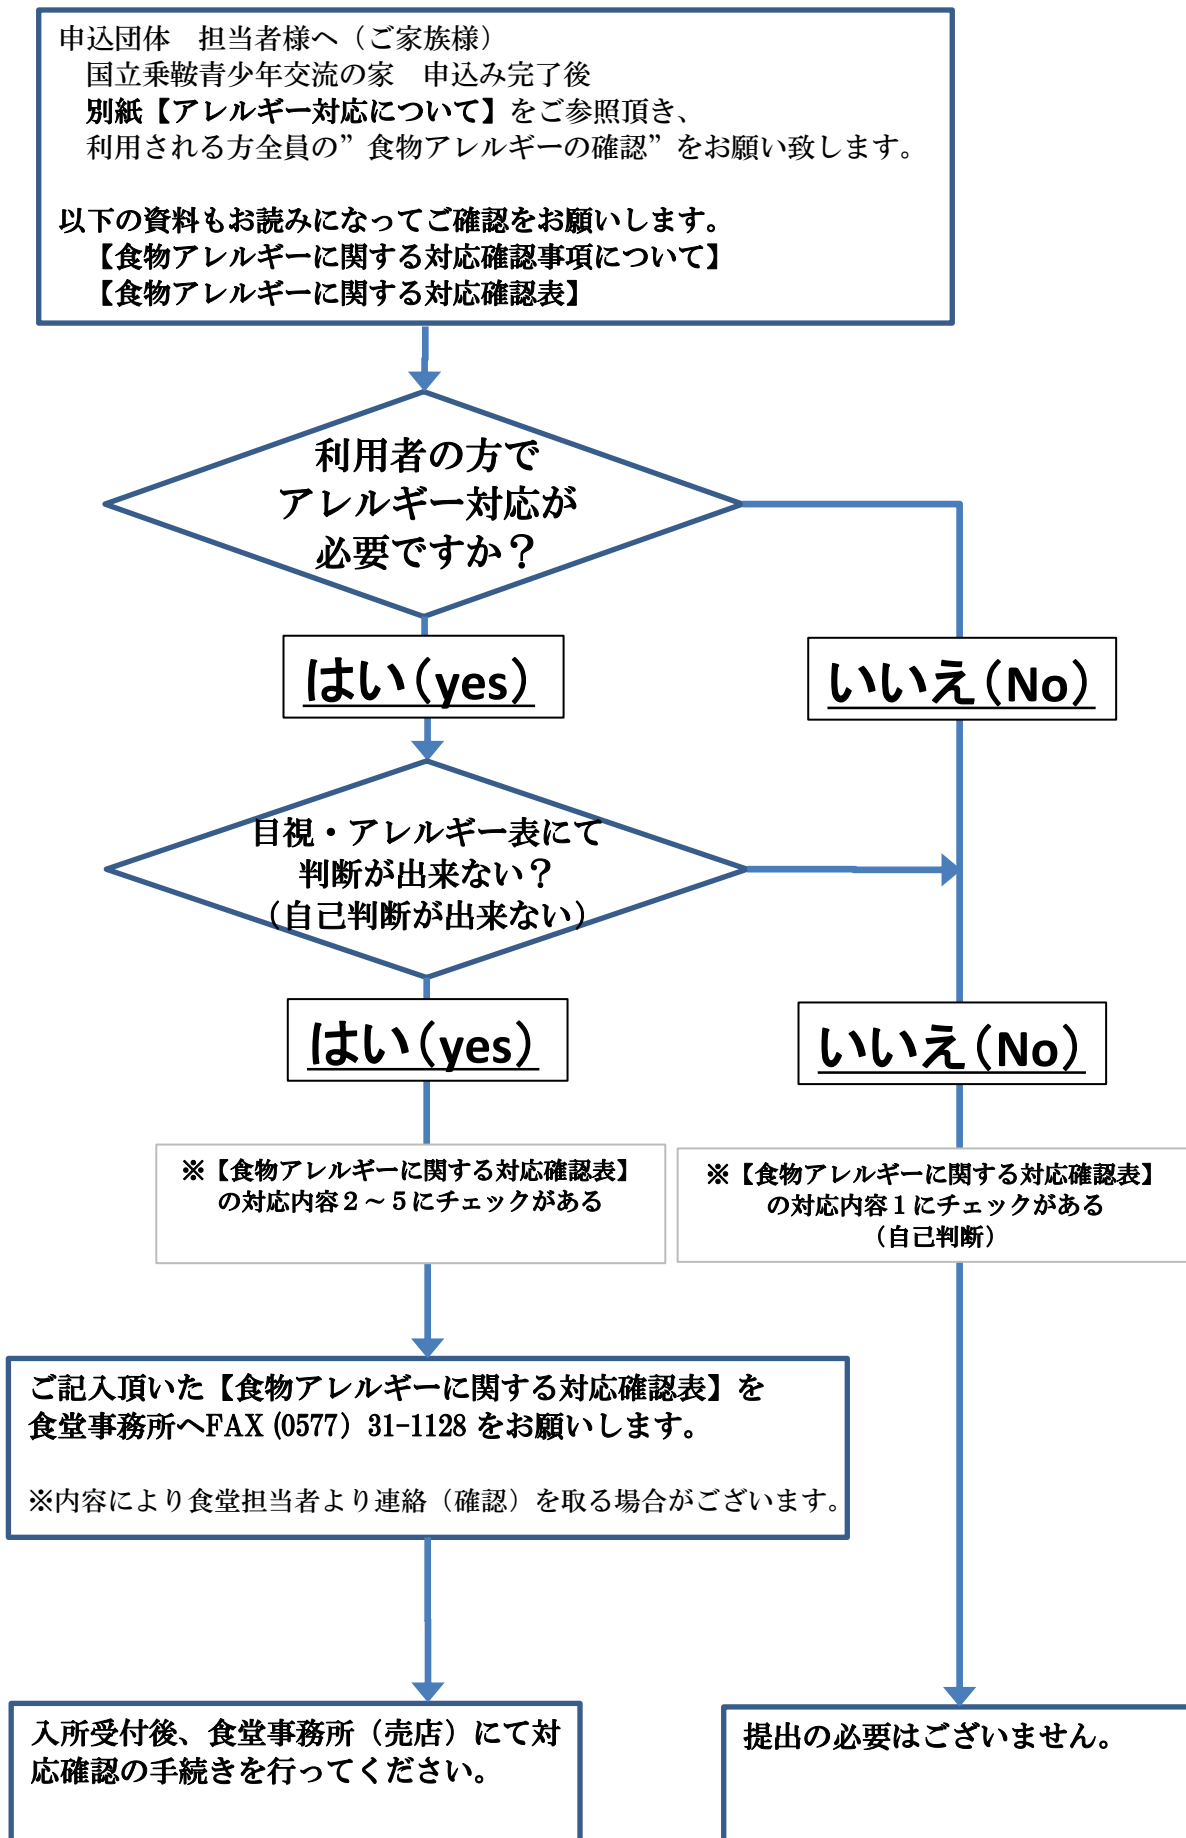 申込団体　担当者様へ（ご家族様）
国立乗鞍青少年交流の家　申込み完了後
別紙【アレルギー対応について】をご参照頂き、
利用される方全員の”食物アレルギーの確認”をお願い致します。
以下の資料もお読みになってご確認をお願いします。
【食物アレルギーに関する対応確認事項について】
【食物アレルギーに関する対応確認表】
利用者の方で
アレルギー対応が
必要ですか？
はい（yes）
いいえ（No）
目視・アレルギー表にて
判断が出来ない？
（自己判断が出来ない）
はい（yes）
いいえ（No）
※【食物アレルギーに関する対応確認表】
の対応内容２～５にチェックがある
※【食物アレルギーに関する対応確認表】
の対応内容１にチェックがある
（自己判断）
ご記入頂いた【食物アレルギーに関する対応確認表】を
食堂事務所へFAX (0577）31-1128 をお願いします。
※内容により食堂担当者より連絡（確認）を取る場合がございます。
入所受付後、食堂事務所（売店）にて対
応確認の手続きを行ってください。
提出の必要はございません。